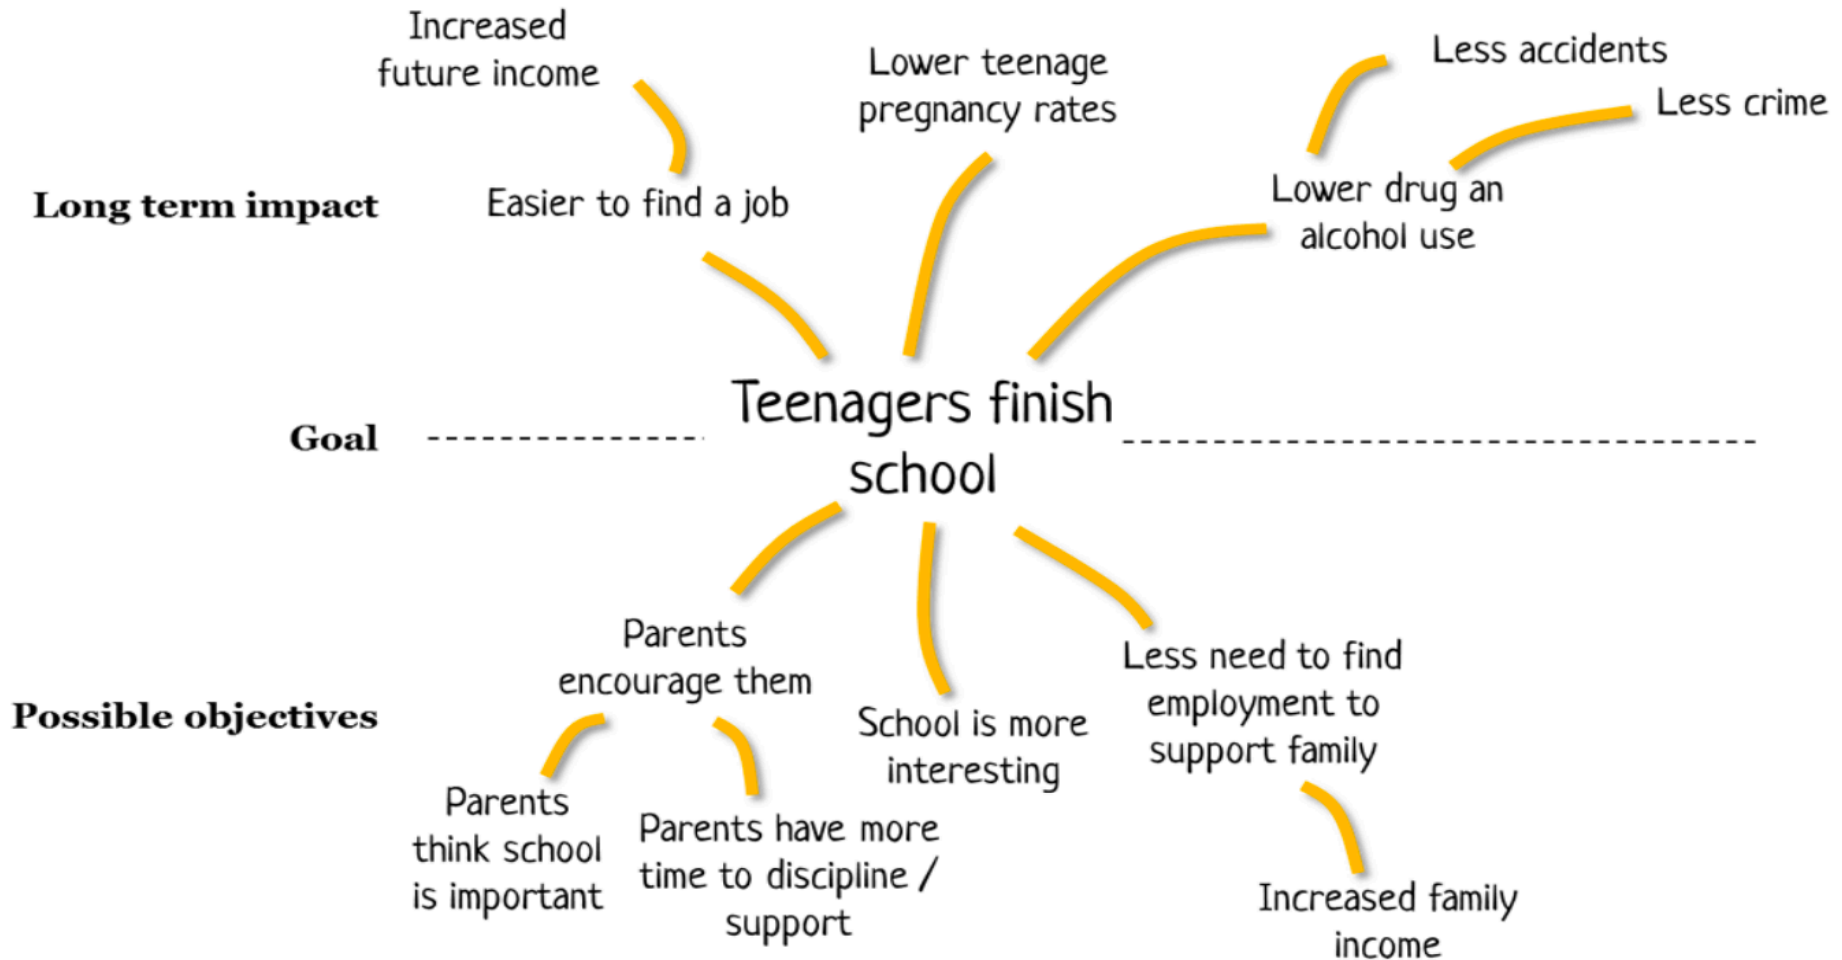 Increased
future income
Lower teenage
pregnancy rates
Less accidents
Less crime
Long term impact
Easier to find a job
Lower drug an
alcohol use
Goal
Teenagers finish
school
Possible objectives
Parents
encourage them
School is more
interesting
Less need to find
employment to
support family
Parents
think school
is important
Parents have more
time to discipline /
support
Increased family
income